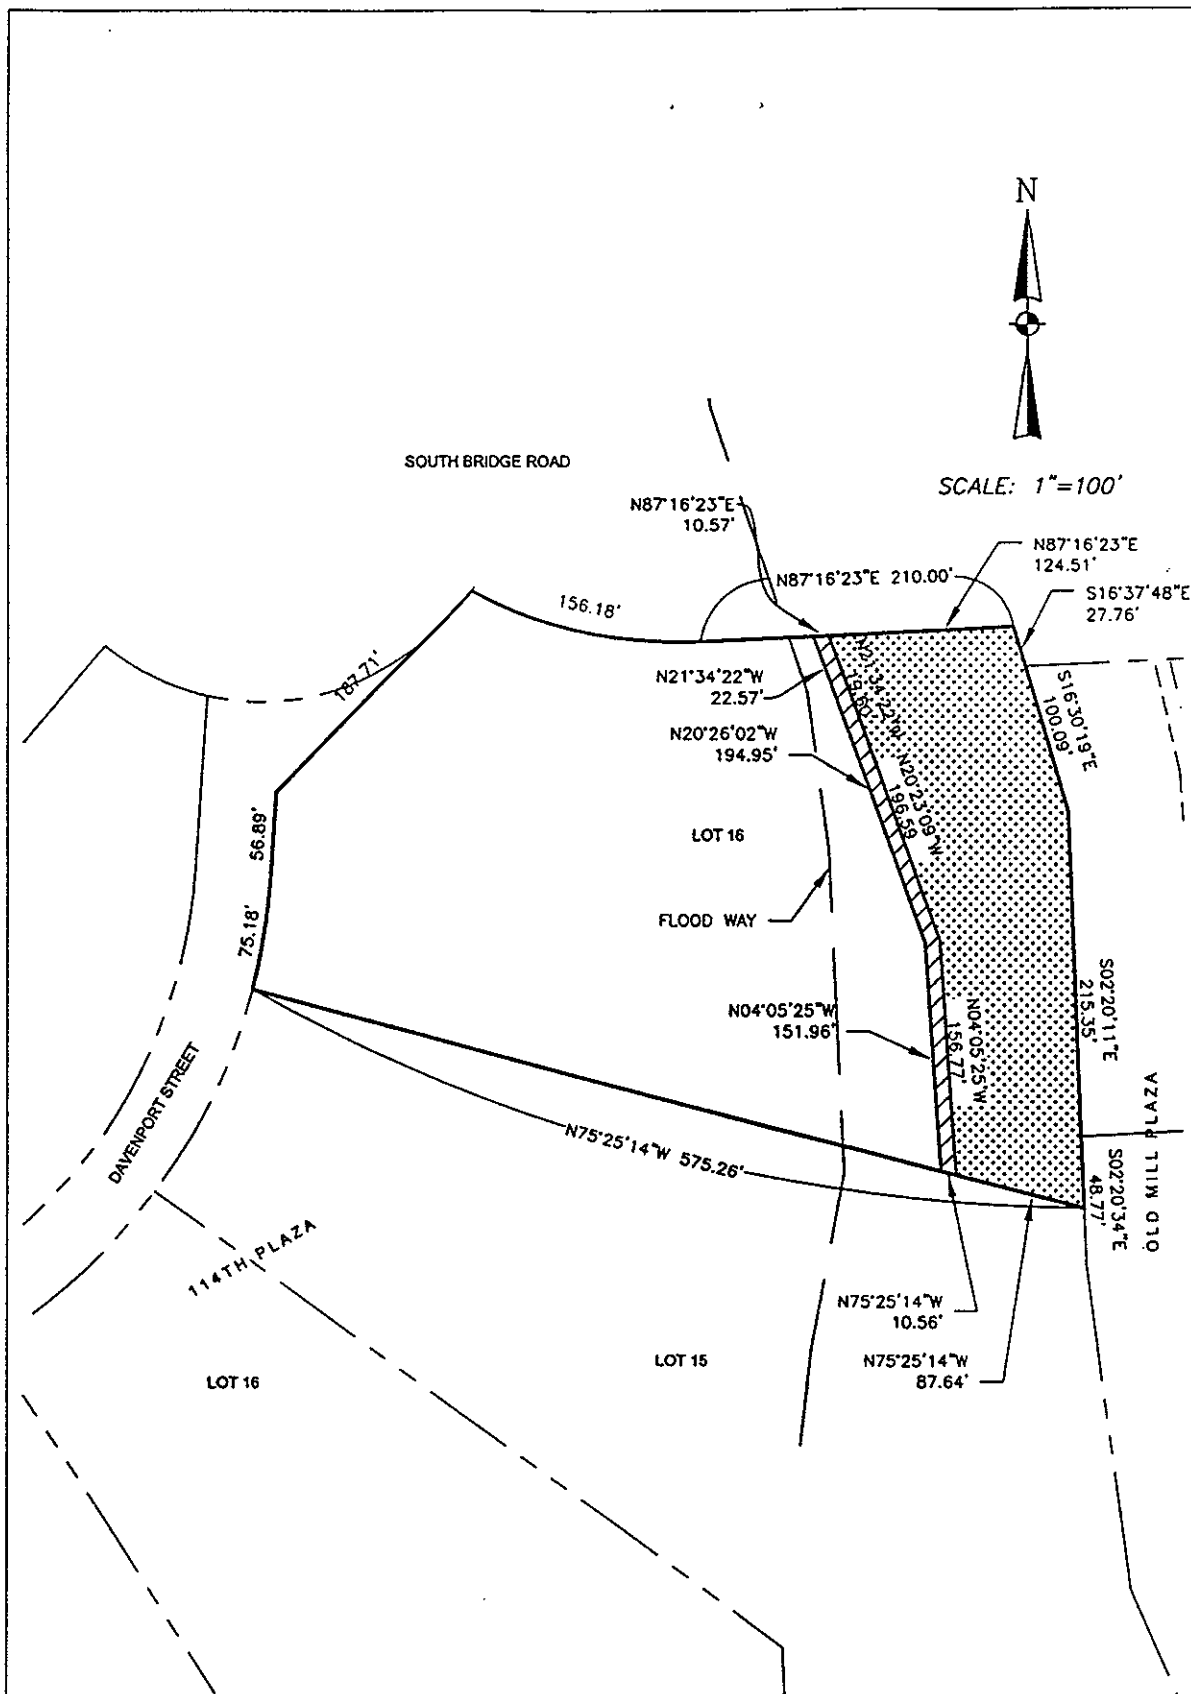 N
SOUTH BRIDGE ROAD
SCALE: 1"=100'
N87°16'23"E
10.57'
N87°16'23"E
124.51'
N87°16'23"E 210.00'
S16°37'48"E
27.76'
156.18'
187.71'
N21°34'22"W
22.57'
N21°34'22"W
19.60'
S16°30'19"E
100.09'
N20°26'02"W
194.95'
N20°23'09"W
196.59
56.89'
LOT 16
75.18'
FLOOD WAY
N04°05'25"W
151.96'
N04°05'25"W
156.77'
S02°20'11"E
215.35'
DAVENPORT STREET
N75°25'14"W 575.26'
S02°20'34"E
48.77'
OLD MILL PLAZA
114TH PLAZA
N75°25'14"W
10.56'
N75°25'14"W
87.64'
LOT 15
LOT 16